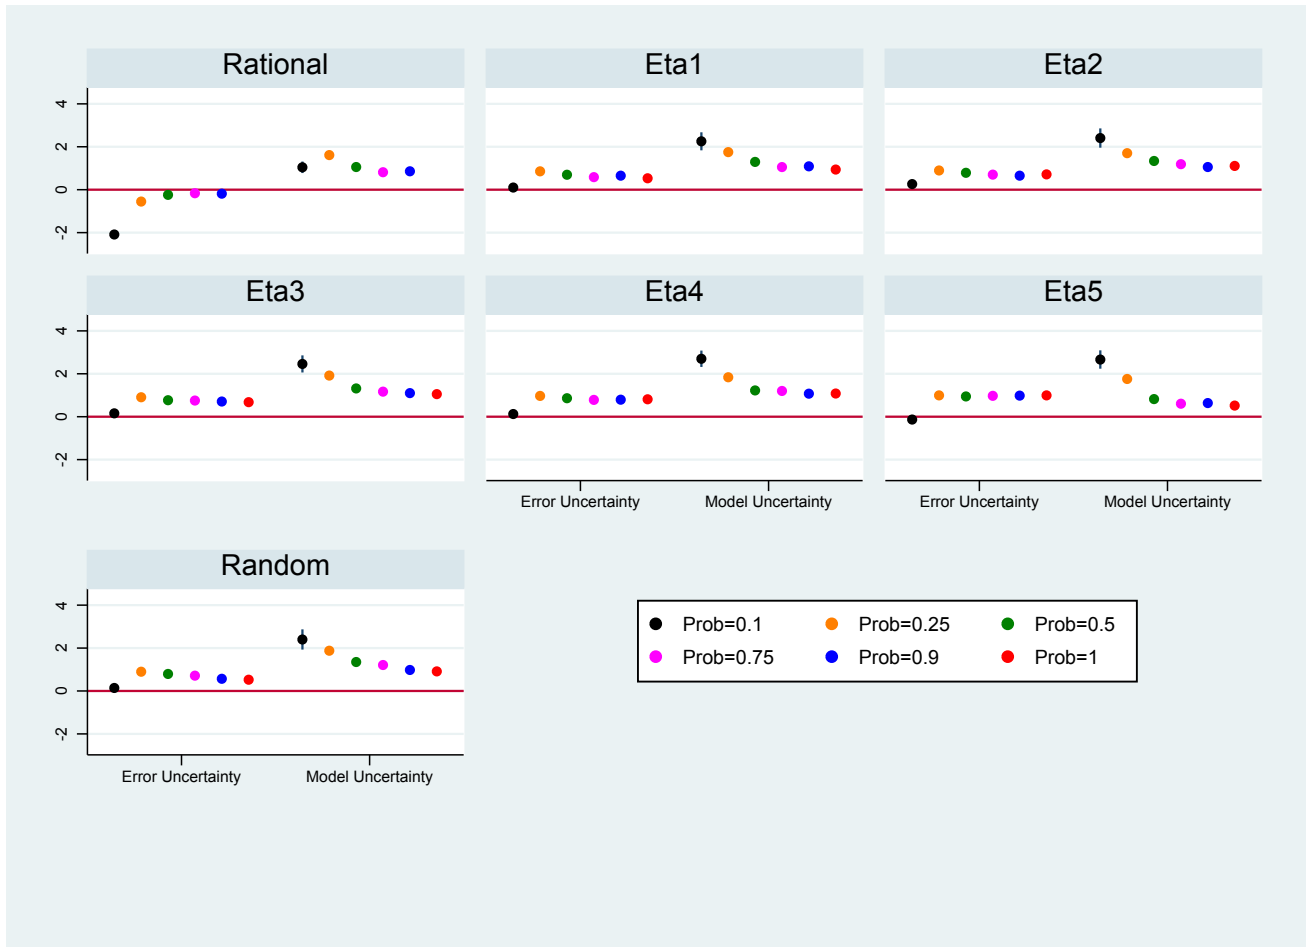 Rational Eta1 Eta2
4
2
0
-2
Eta3 Eta4 Eta5
4
2
0
-2
Error Uncertainty Model Uncertainty Error Uncertainty Model Uncertainty
Random
4
2
0
-2
Error Uncertainty Model Uncertainty
Prob=0.1 Prob=0.25 Prob=0.5
Prob=0.75 Prob=0.9 Prob=1